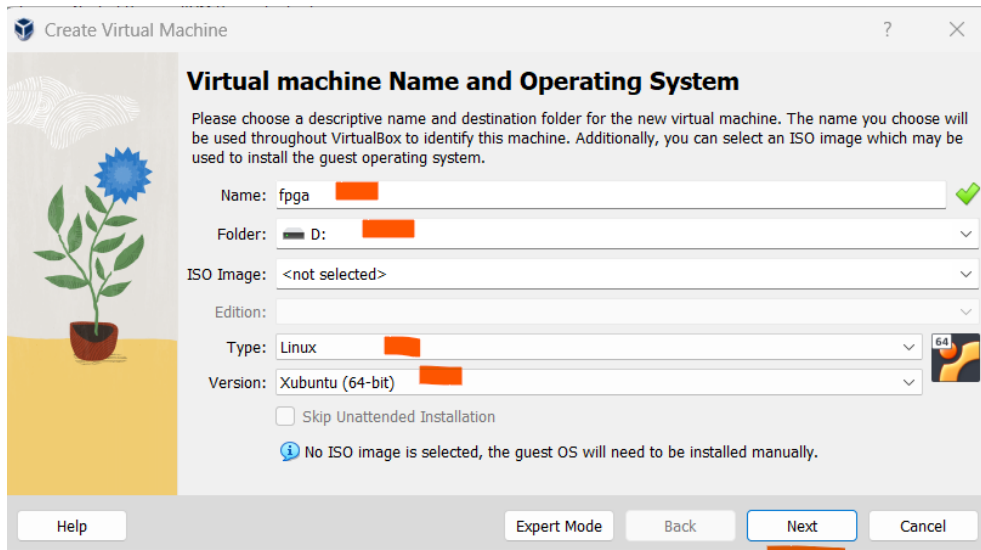 Create Virtual Machine
?
Virtual machine Name and Operating System
Please choose a descriptive name and destination folder for the new virtual machine. The name you choose will
be used throughout VirtualBox to identify this machine. Additionally, you can select an ISO image which may be
used to install the guest operating system.
Name: fpga
Folder: D:
ISO Image: <not selected>
Edition:
Type: Linux
64
Version: Xubuntu (64-bit)
Skip Unattended Installation
No ISO image is selected, the guest OS will need to be installed manually.
Help Expert Mode Back Next Cancel